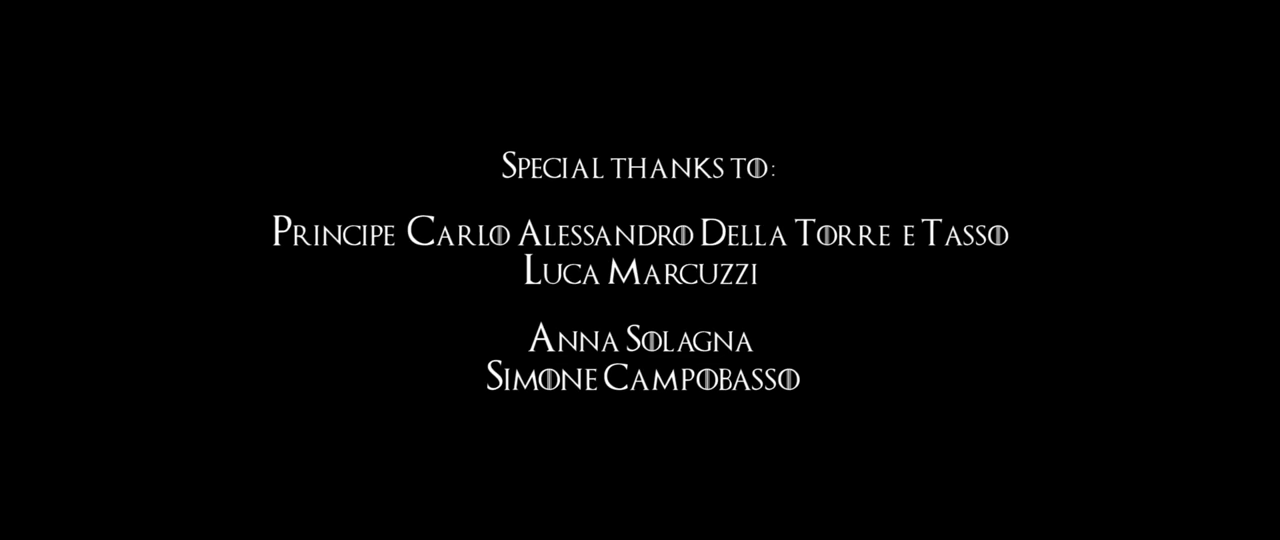 Special thanks to:
Principe Carlo Alessandro Della Torre e Tasso
Luca Marcuzzi
Anna Solagna
Simone Campobasso